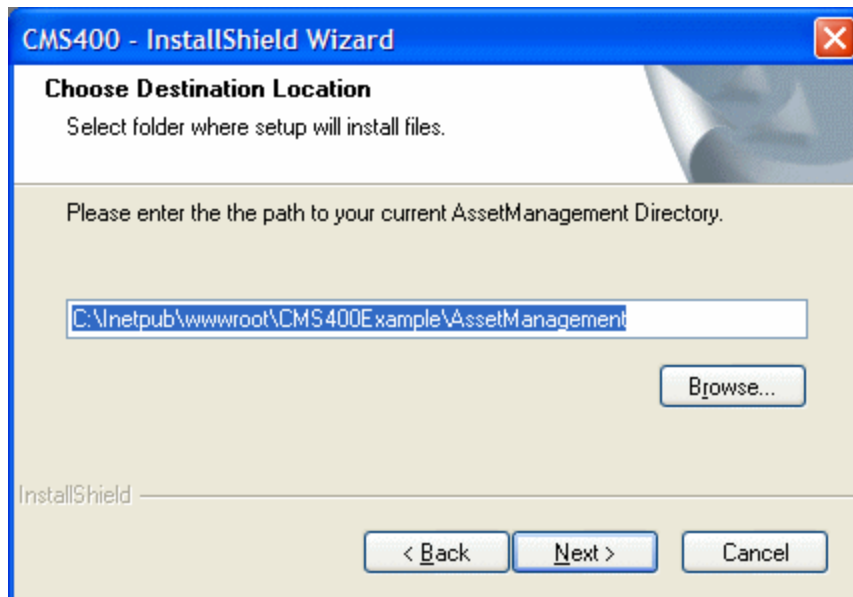 CMS400 - InstallShield Wizard
Choose Destination Location
Select folder where setup will install files.
Please enter the the path to your current AssetManagement Directory.
C:\Inetpub\wwwroot\CMS400Example\AssetManagement
Browse...
InstallShield
< Back Next > Cancel